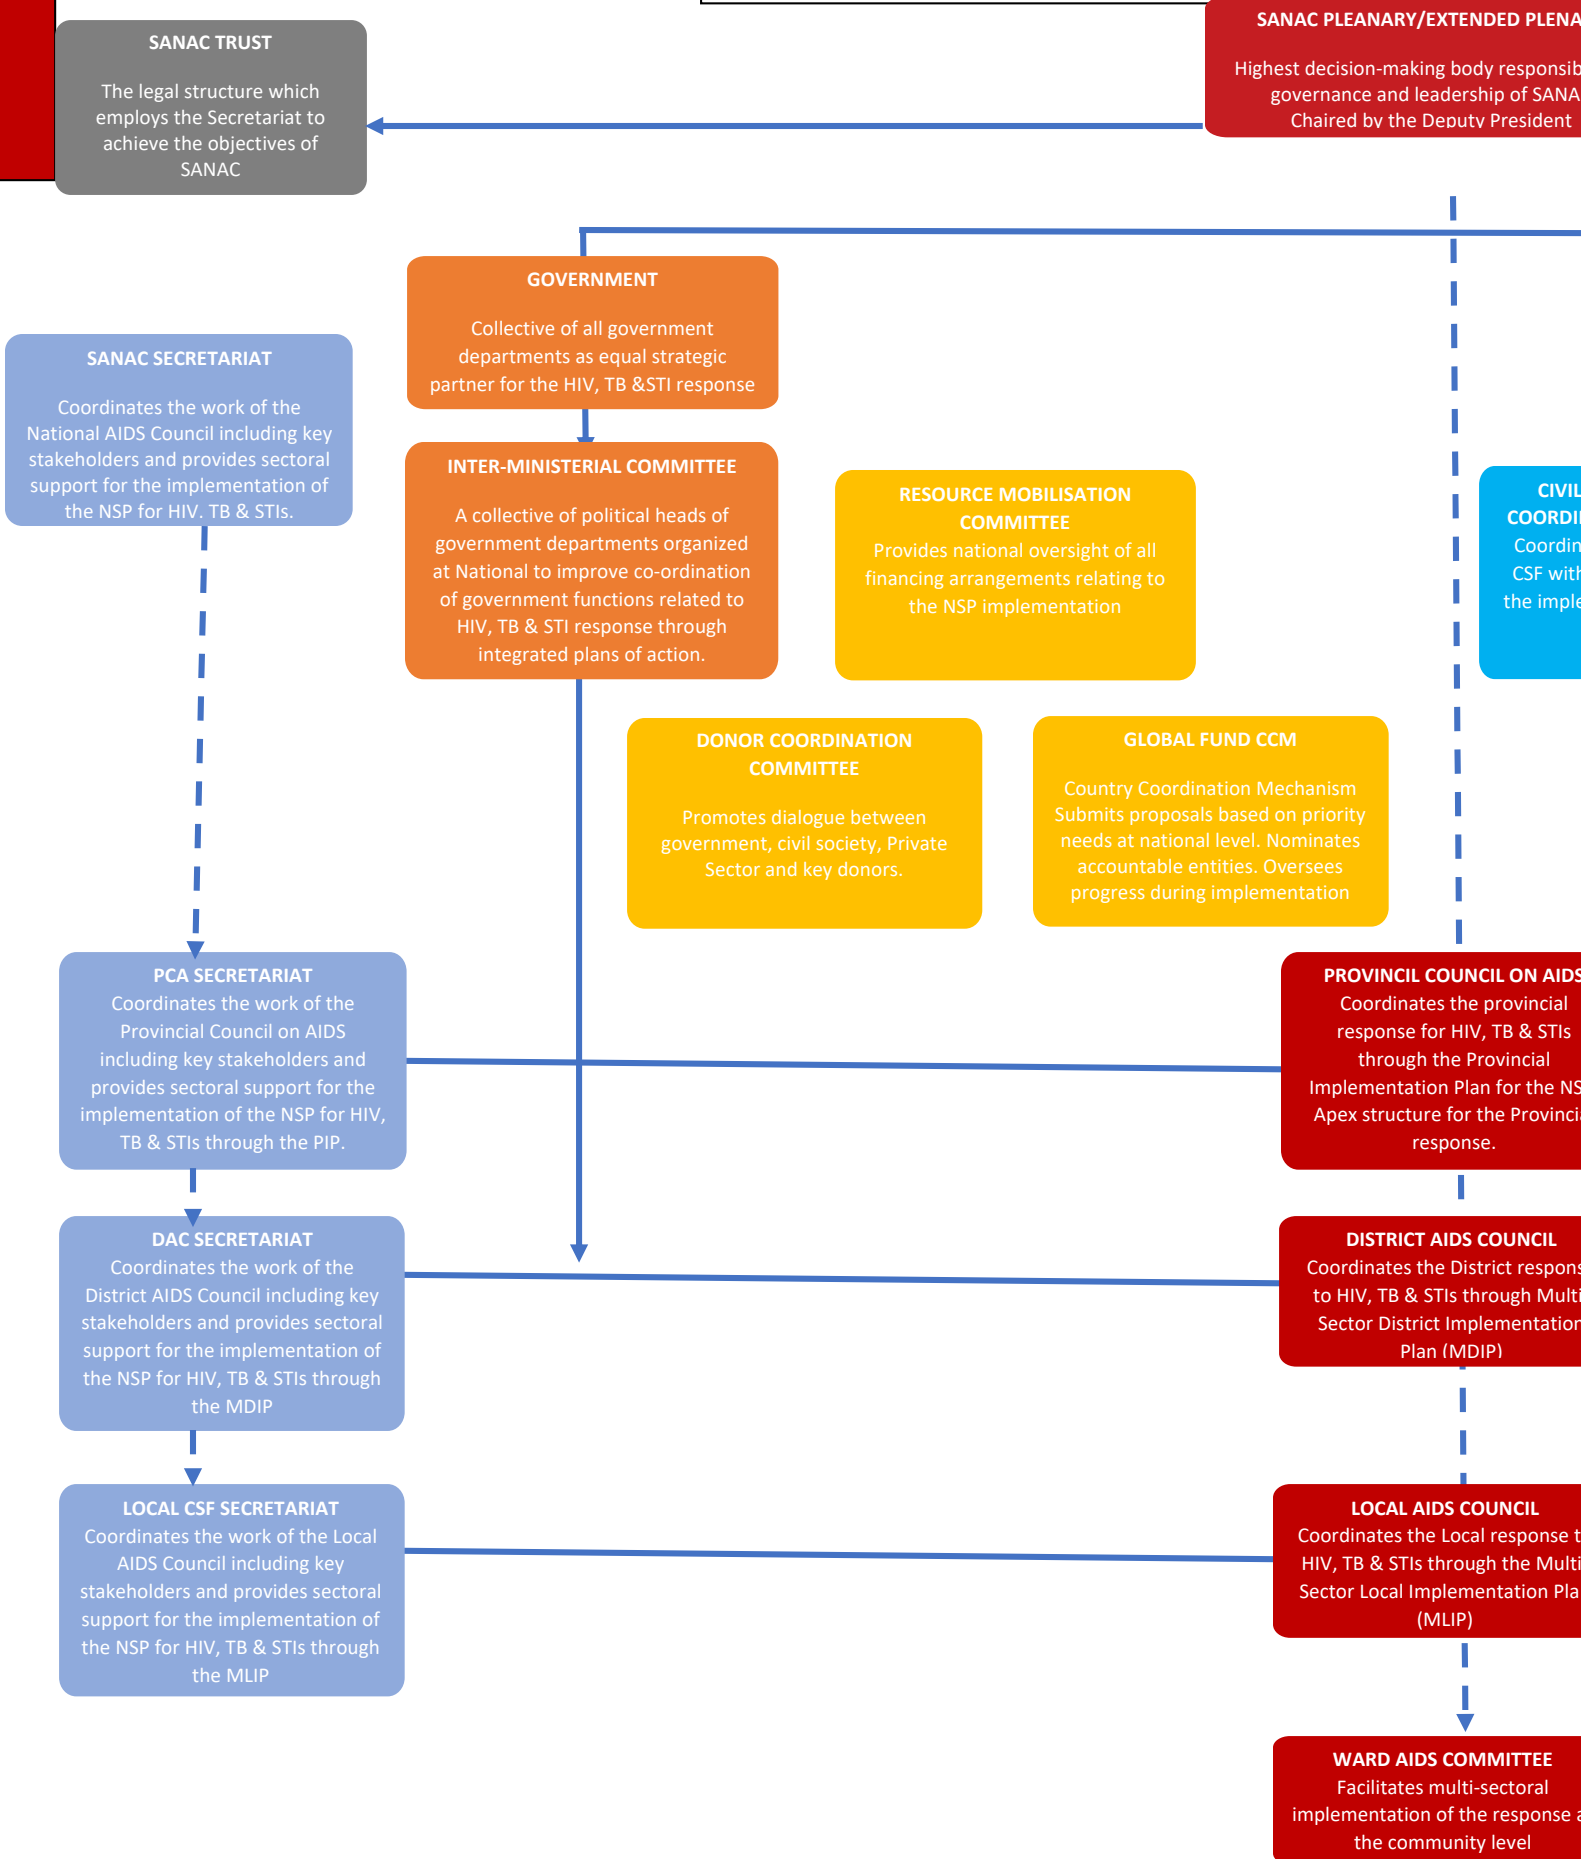 SANAC TRUST
The legal structure which
employs the Secretariat to
achieve the objectives of
SANAC
SANAC PLEANARY/EXTENDED
Highest decision-making body
governance and leadership of
Chaired by the Deputy President
GOVERNMENT
Collective of all government
departments as equal strategic
partner for the HIV, TB &STI response
SANAC SECRETARIAT
Coordinates the work of the
National AIDS Council including key
stakeholders and provides sectoral
support for the implementation of
the NSP for HIV. TB & STIs.
INTER-MINISTERIAL COMMITTEE
A collective of political heads of
government departments organized
at National to improve co-ordination
of government functions related to
HIV, TB & STI response through
integrated plans of action.
RESOURCE MOBILISATION
COMMITTEE
Provides national oversight of all
financing arrangements relating to
the NSP implementation
CIVIL
CSF
the
DONOR COORDINATION
COMMITTEE
Promotes dialogue between
government, civil society, Private
Sector and key donors.
GLOBAL FUND CCM
Country Coordination Mechanism
Submits proposals based on priority
needs at national level. Nominates
accountable entities. Oversees
progress during implementation
PCA SECRETARIAT
Coordinates the work of the
Provincial Council on AIDS
including key stakeholders and
provides sectoral support for the
implementation of the NSP for HIV,
TB & STIs through the PIP.
PROVINCIL COUNCIL ON AIDS
Coordinates the provincial
response for HIV, TB & STIs
through the Provincial
Implementation Plan for the
Apex structure for the
response.
DAC SECRETARIAT
Coordinates the work of the
District AIDS Council including key
stakeholders and provides sectoral
support for the implementation of
the NSP for HIV, TB & STIs through
the MDIP
DISTRICT AIDS COUNCIL
Coordinates the District
to HIV, TB & STIs through Multi
Sector District Implementation
Plan (MDIP)
LOCAL CSF SECRETARIAT
Coordinates the work of the Local
AIDS Council including key
stakeholders and provides sectoral
support for the implementation of
the NSP for HIV, TB & STIs through
the MLIP
LOCAL AIDS COUNCIL
Coordinates the Local response
HIV, TB & STIs through the Multi
Sector Local Implementation
(MLIP)
WARD AIDS COMMITTEE
Facilitates multi-sectoral
implementation of the response
the community level